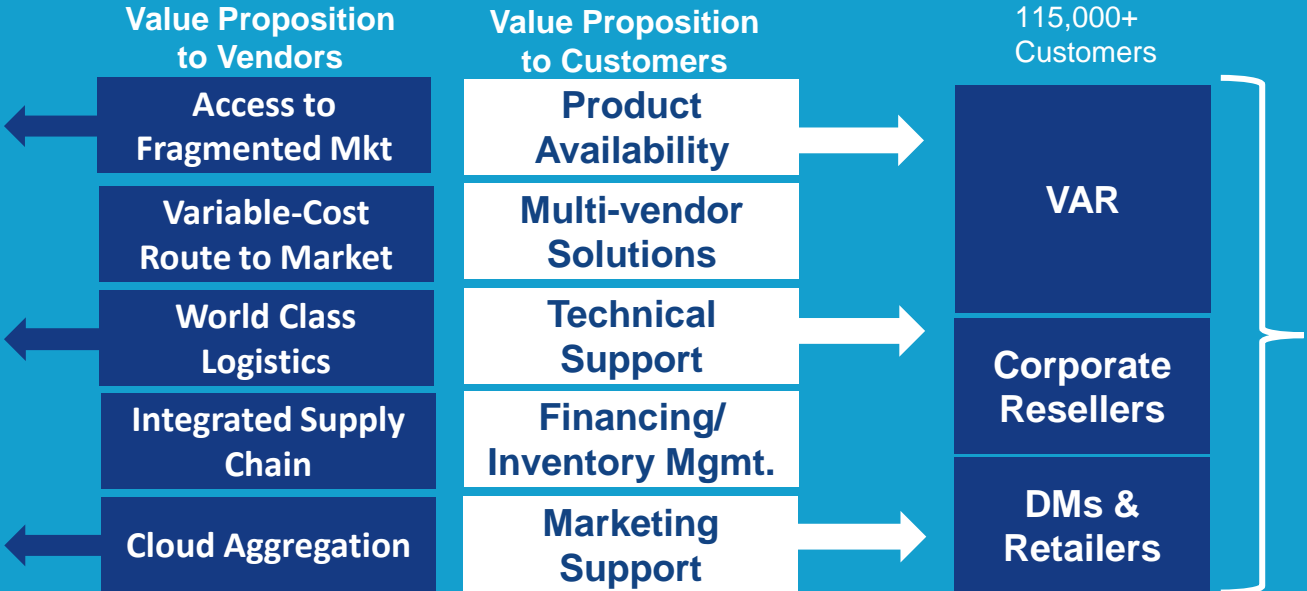 Value Proposition
to Vendors
Access to
Fragmented Mkt
Variable-Cost
Route to Market
World Class
Logistics
Integrated Supply
Chain
Cloud Aggregation
Value Proposition
to Customers
Product
Availability
Multi-vendor
Solutions
Technical
Support
Financing/
Inventory Mgmt.
Marketing
Support
115,000+
Customers
VAR
Corporate
Resellers
DMs &
Retailers